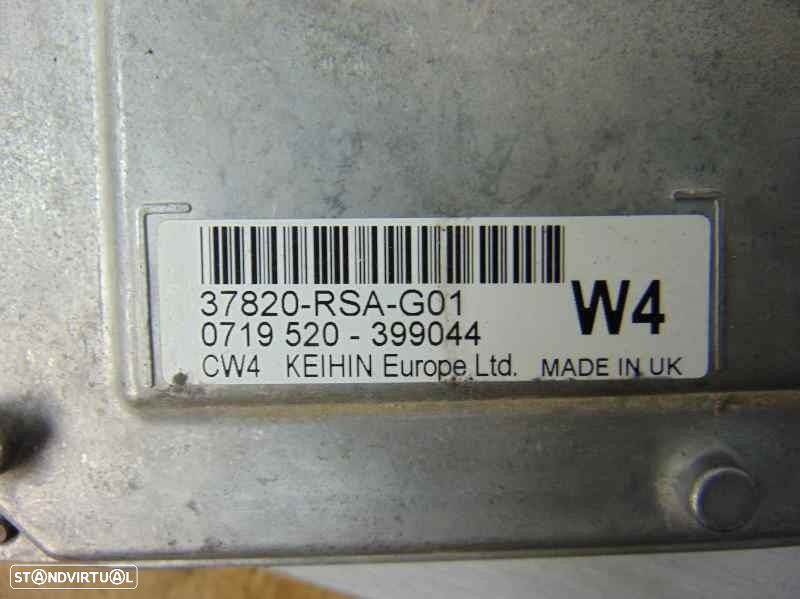 37820-RSA-G01
0719 520 - 399044
W4
CW4 KEIHIN Europe Ltd. MADE IN UK
STANDVIRTUAL